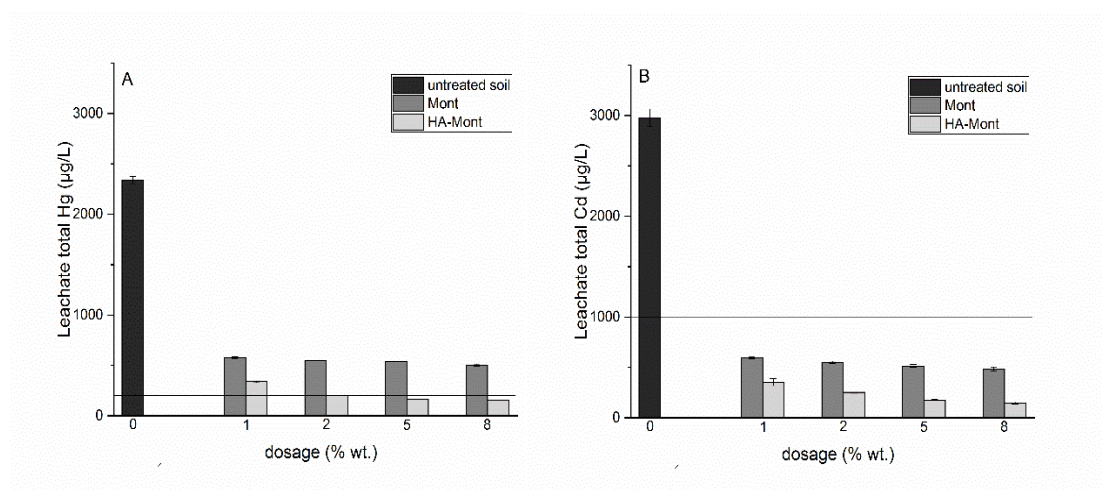 A
untreated soil
Mont
HA-Mont
Leachate total Hg (µg/L)
3000
2000
1000
0
0 1 2 5 8
dosage (% wt.)
B
untreated soil
Mont
HA-Mont
Leachate total Cd (µg/L)
3000
2000
1000
0
0 1 2 5 8
dosage (% wt.)